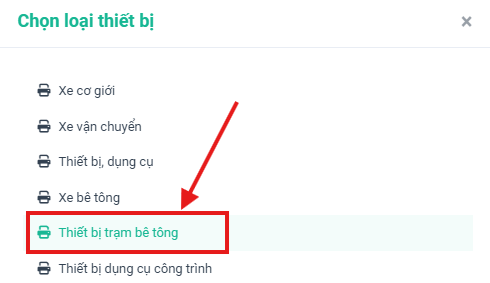 Chọn loại thiết bị
Xe cơ giới
Xe vận chuyển
Thiết bị, dụng cụ
Xe bê tông
Thiết bị trạm bê tông
Thiết bị dụng cụ công trình